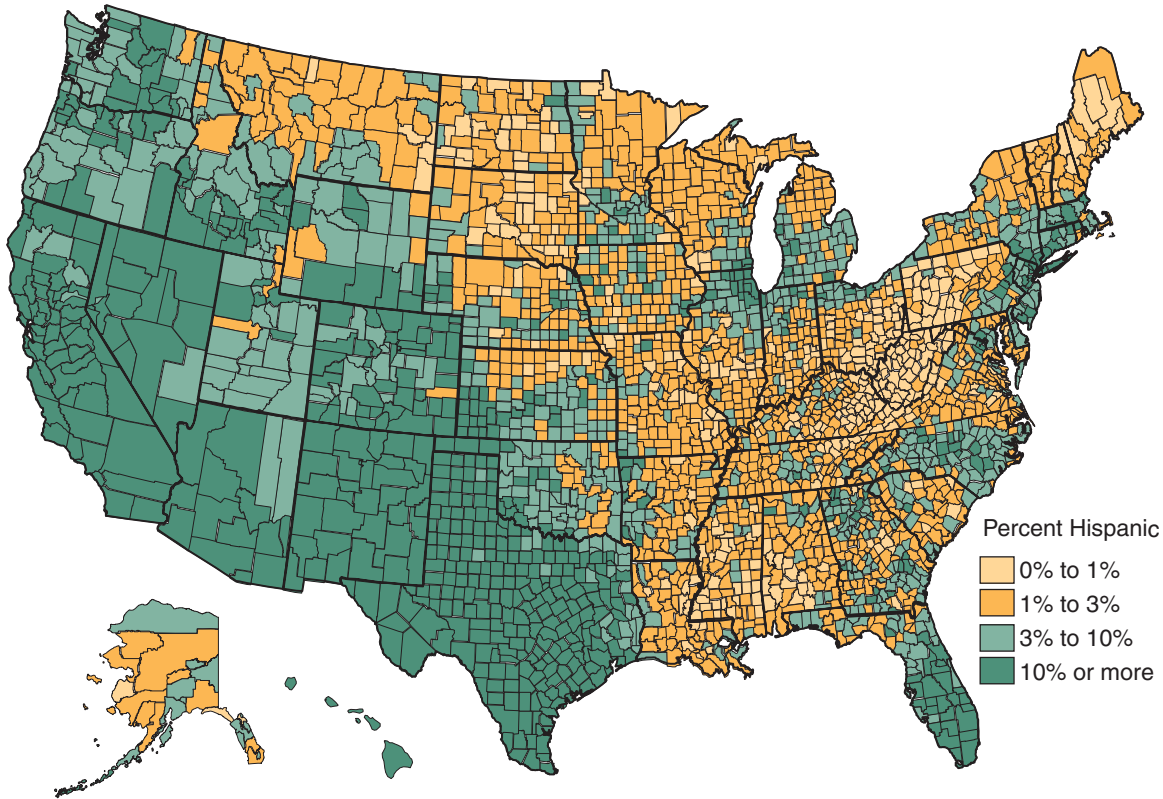 Percent Hispanic
0% to 1%
1% to 3%
3% to 10%
10% or more